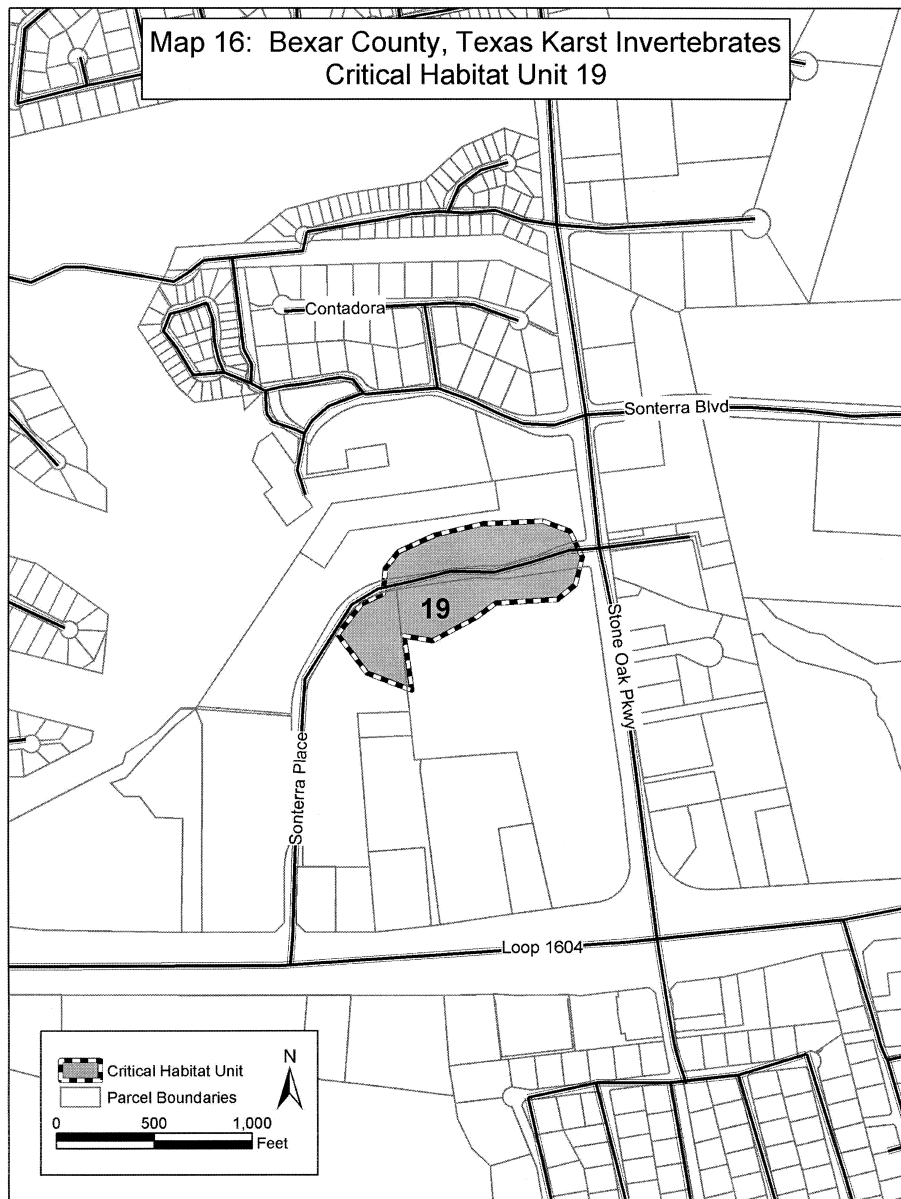 Map 16: Bexar County, Texas Karst Invertebrates
Critical Habitat Unit 19
Contadora
Sonterra Blvd
19
Stone Oak Pkwy
Sonterra Place
Loop 1604
Critical Habitat Unit
Parcel Boundaries
N
0 500 1,000
Feet